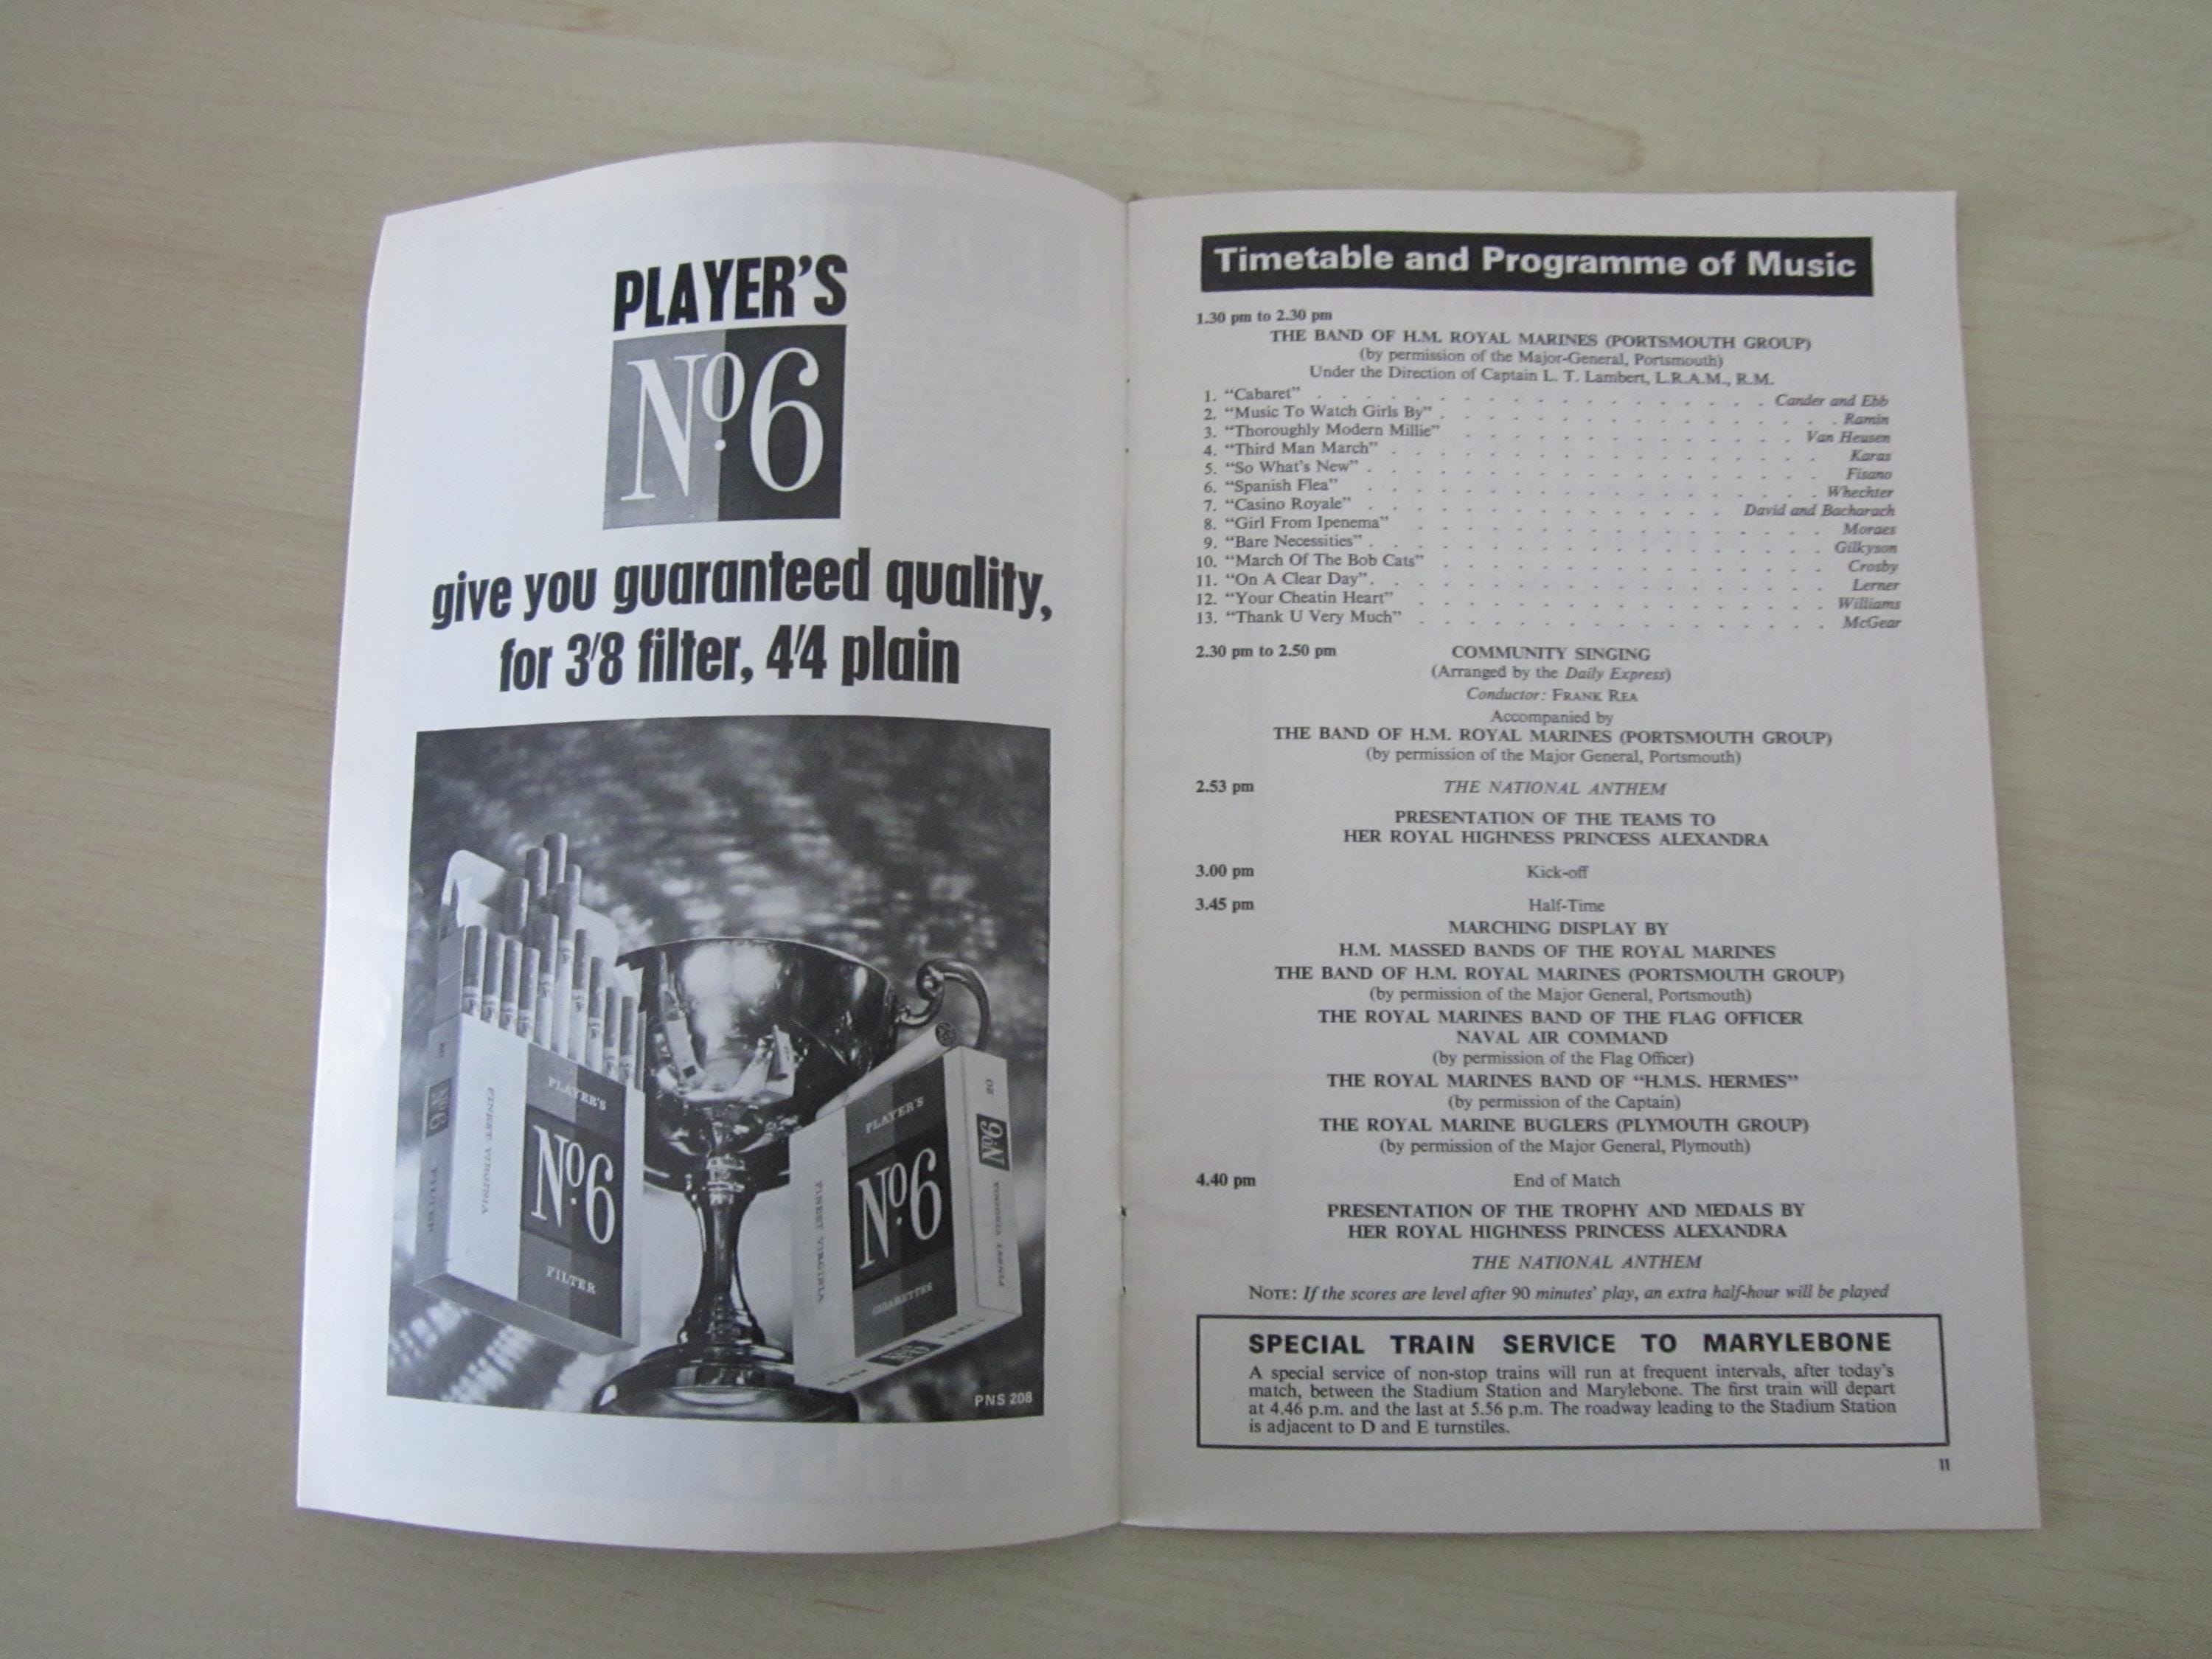 PLAYER'S
No6
give you guaranteed quality,
for 3'8 filter, 4'4 plain
No6
FILTER
FINEST VIRGINIA
PLAYER'S
No6
FILTER
PLAYER'S
No6
CIGARETTES
FINEST VIRGINIA
20
No6
FINEST VIRGINIA
No6
PNS 208
Timetable and Programme of Music
1.30 pm to 2.30 pm
THE BAND OF H.M. ROYAL MARINES (PORTSMOUTH GROUP)
(by permission of the Major-General, Portsmouth)
Under the Direction of Captain L. T. Lambert, L.R.A.M., R.M.
1. “Cabaret” . . . . . . . . . . . . . . . . Cander and Ebb
2. “Music To Watch Girls By” . . . . . . . . . . . . . . . . Ramin
3. “Thoroughly Modern Millie” . . . . . . . . . . . . . . Van Heusen
4. “Third Man March” . . . . . . . . . . . . . . . . Karas
5. “So What's New” . . . . . . . . . . . . . . . . Fisano
6. “Spanish Flea” . . . . . . . . . . . . . . . . Whechter
7. “Casino Royale” . . . . . . . . . . . . . . David and Bacharach
8. “Girl From Ipenema” . . . . . . . . . . . . . . . . Moraes
9. “Bare Necessities” . . . . . . . . . . . . . . . . Gilkyson
10. “March Of The Bob Cats” . . . . . . . . . . . . . . . . Crosby
11. “On A Clear Day” . . . . . . . . . . . . . . . . Lerner
12. “Your Cheatin Heart” . . . . . . . . . . . . . . . . Williams
13. “Thank U Very Much” . . . . . . . . . . . . . . . . McGear
2.30 pm to 2.50 pm COMMUNITY SINGING
(Arranged by the Daily Express)
Conductor: FRANK REA
Accompanied by
THE BAND OF H.M. ROYAL MARINES (PORTSMOUTH GROUP)
(by permission of the Major General, Portsmouth)
2.53 pm THE NATIONAL ANTHEM
PRESENTATION OF THE TEAMS TO
HER ROYAL HIGHNESS PRINCESS ALEXANDRA
3.00 pm Kick-off
3.45 pm Half-Time
MARCHING DISPLAY BY
H.M. MASSED BANDS OF THE ROYAL MARINES
THE BAND OF H.M. ROYAL MARINES (PORTSMOUTH GROUP)
(by permission of the Major General, Portsmouth)
THE ROYAL MARINES BAND OF THE FLAG OFFICER
NAVAL AIR COMMAND
(by permission of the Flag Officer)
THE ROYAL MARINES BAND OF “H.M.S. HERMES”
(by permission of the Captain)
THE ROYAL MARINE BUGLERS (PLYMOUTH GROUP)
(by permission of the Major General, Plymouth)
4.40 pm End of Match
PRESENTATION OF THE TROPHY AND MEDALS BY
HER ROYAL HIGHNESS PRINCESS ALEXANDRA
THE NATIONAL ANTHEM
NOTE: If the scores are level after 90 minutes' play, an extra half-hour will be played
SPECIAL TRAIN SERVICE TO MARYLEBONE
A special service of non-stop trains will run at frequent intervals, after today's
match, between the Stadium Station and Marylebone. The first train will depart
at 4.46 p.m. and the last at 5.56 p.m. The roadway leading to the Stadium Station
is adjacent to D and E turnstiles.
11